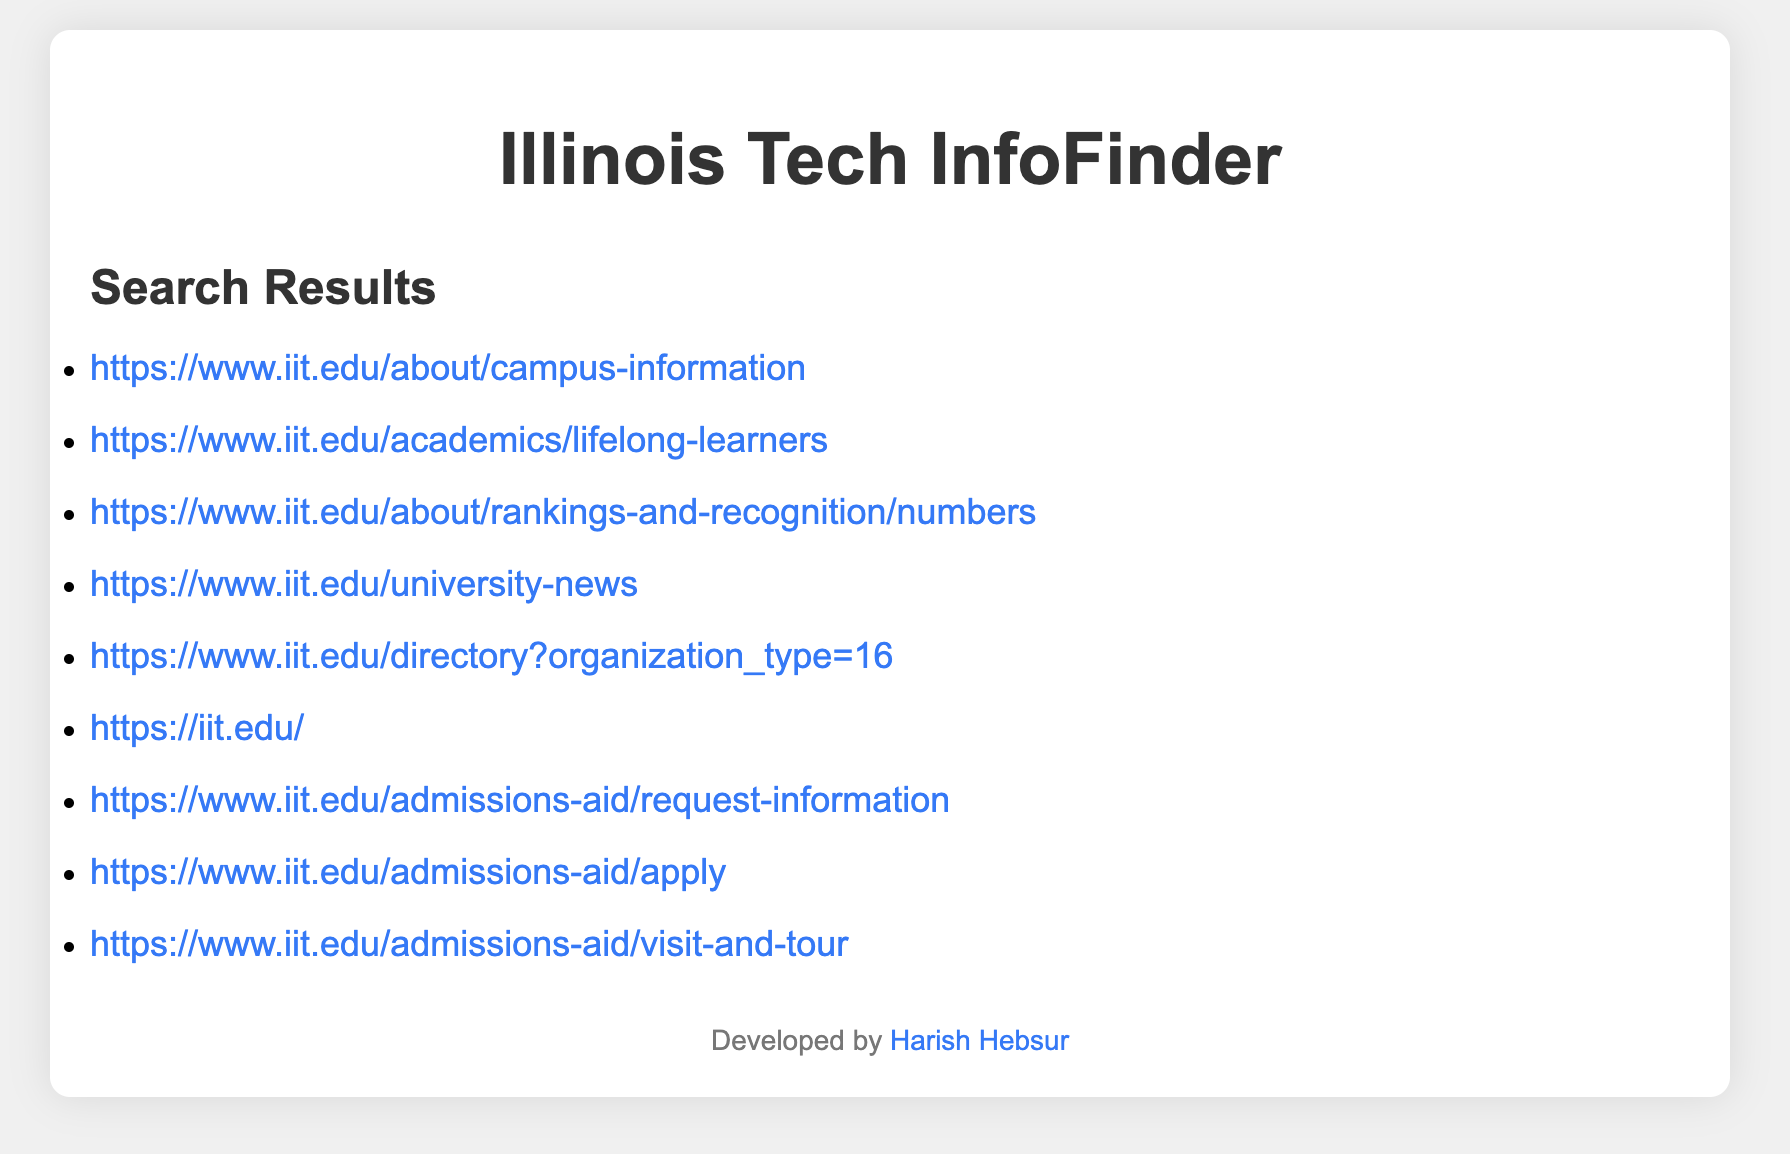 Illinois Tech InfoFinder
Search Results
https://www.iit.edu/about/campus-information
https://www.iit.edu/academics/lifelong-learners
https://www.iit.edu/about/rankings-and-recognition/numbers
https://www.iit.edu/university-news
https://www.iit.edu/directory?organization_type=16
https://iit.edu/
https://www.iit.edu/admissions-aid/request-information
https://www.iit.edu/admissions-aid/apply
https://www.iit.edu/admissions-aid/visit-and-tour
Developed by Harish Hebsur